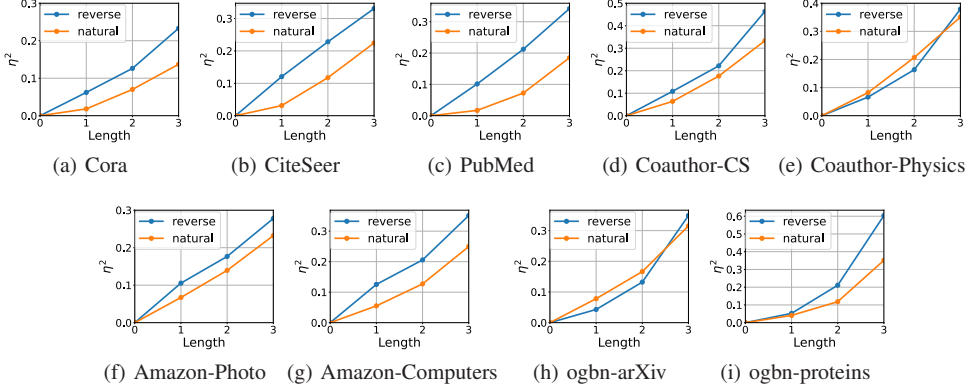 0.3
0.2
0.1
0.0
η²
reverse
natural
0 1 2 3
Length
(a) Cora
0.3
0.2
0.1
0.0
η²
reverse
natural
0 1 2 3
Length
(b) CiteSeer
0.3
0.2
0.1
0.0
η²
reverse
natural
0 1 2 3
Length
(c) PubMed
0.5
0.4
0.3
0.2
0.1
0.0
η²
reverse
natural
0 1 2 3
Length
(d) Coauthor-CS
0.4
0.3
0.2
0.1
0.0
η²
reverse
natural
0 1 2 3
Length
(e) Coauthor-Physics
0.3
0.2
0.1
0.0
η²
reverse
natural
0 1 2 3
Length
(f) Amazon-Photo
0.3
0.2
0.1
0.0
η²
reverse
natural
0 1 2 3
Length
(g) Amazon-Computers
0.3
0.2
0.1
0.0
η²
reverse
natural
0 1 2 3
Length
(h) ogbn-arXiv
0.6
0.5
0.4
0.3
0.2
0.1
0.0
η²
reverse
natural
0 1 2 3
Length
(i) ogbn-proteins